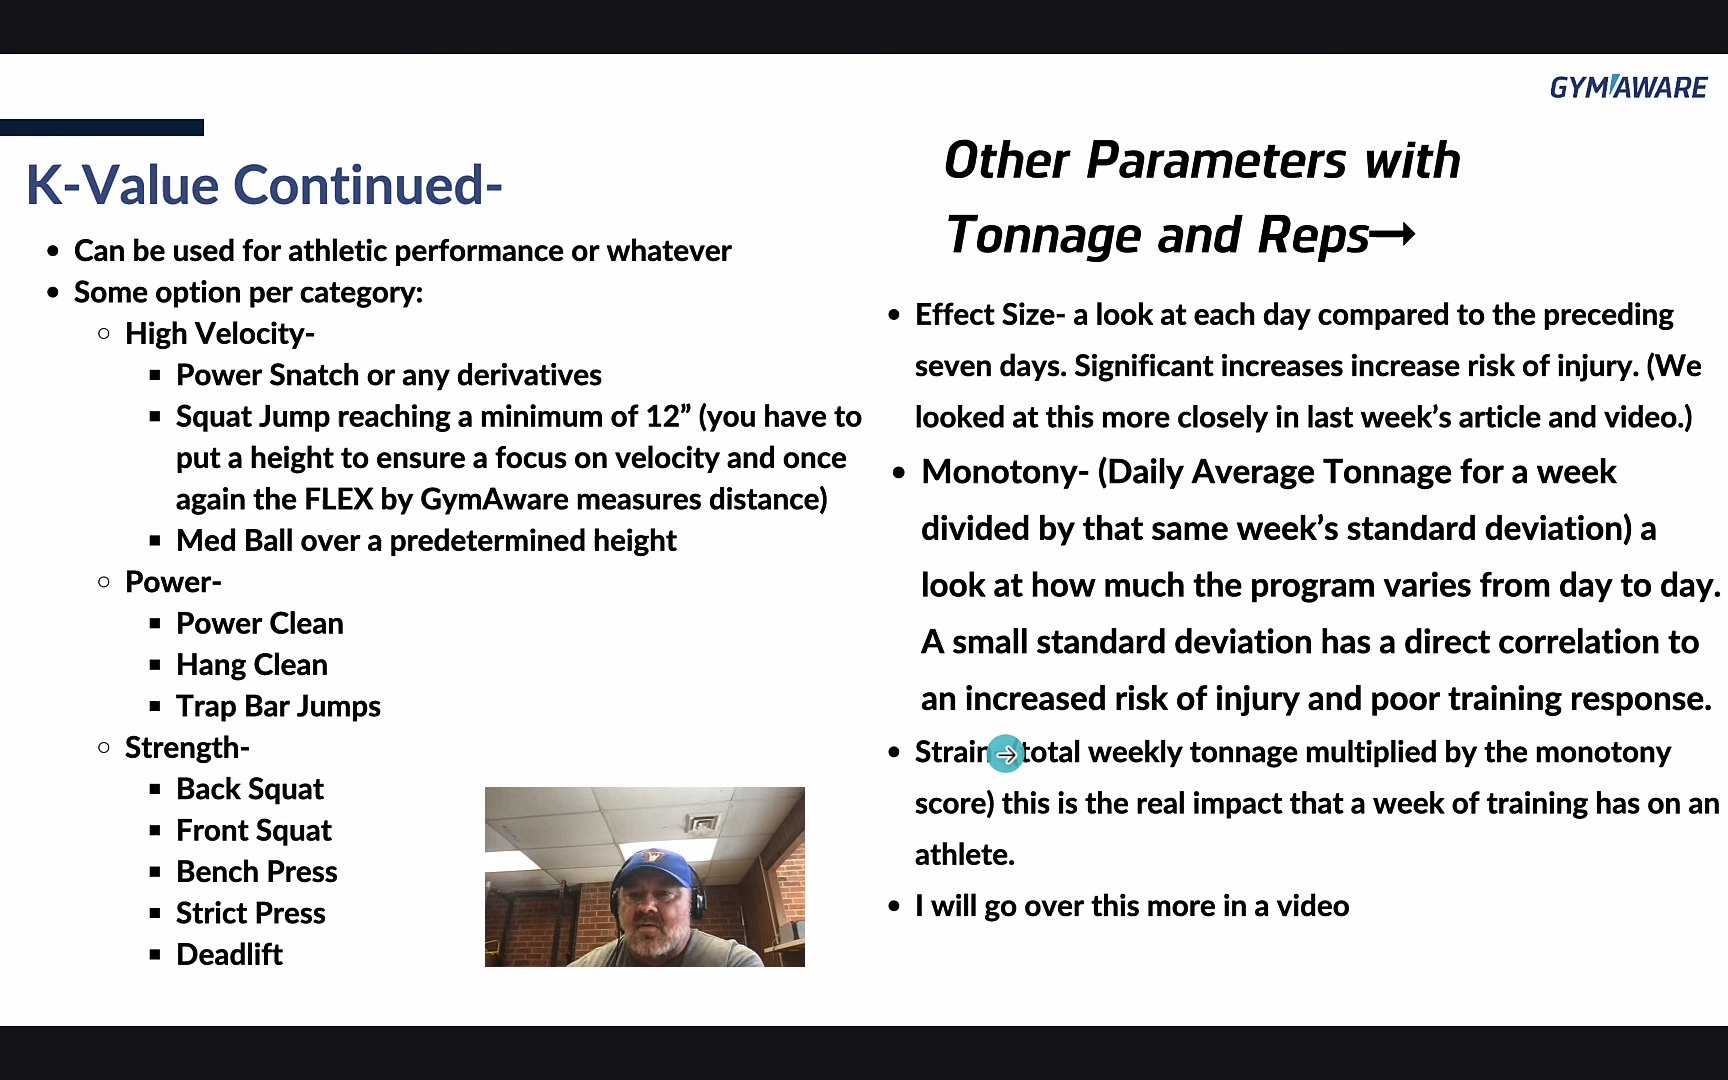 GYMAWARE
K-Value Continued-
• Can be used for athletic performance or whatever
• Some option per category:
○ High Velocity-
▪ Power Snatch or any derivatives
▪ Squat Jump reaching a minimum of 12” (you have to
put a height to ensure a focus on velocity and once
again the FLEX by GymAware measures distance)
▪ Med Ball over a predetermined height
○ Power-
▪ Power Clean
▪ Hang Clean
▪ Trap Bar Jumps
○ Strength-
▪ Back Squat
▪ Front Squat
▪ Bench Press
▪ Strict Press
▪ Deadlift
Other Parameters with
Tonnage and Reps→
• Effect Size- a look at each day compared to the preceding
seven days. Significant increases increase risk of injury. (We
looked at this more closely in last week’s article and video.)
• Monotony- (Daily Average Tonnage for a week
divided by that same week’s standard deviation) a
look at how much the program varies from day to day.
A small standard deviation has a direct correlation to
an increased risk of injury and poor training response.
• Strain total weekly tonnage multiplied by the monotony
score) this is the real impact that a week of training has on an
athlete.
• I will go over this more in a video